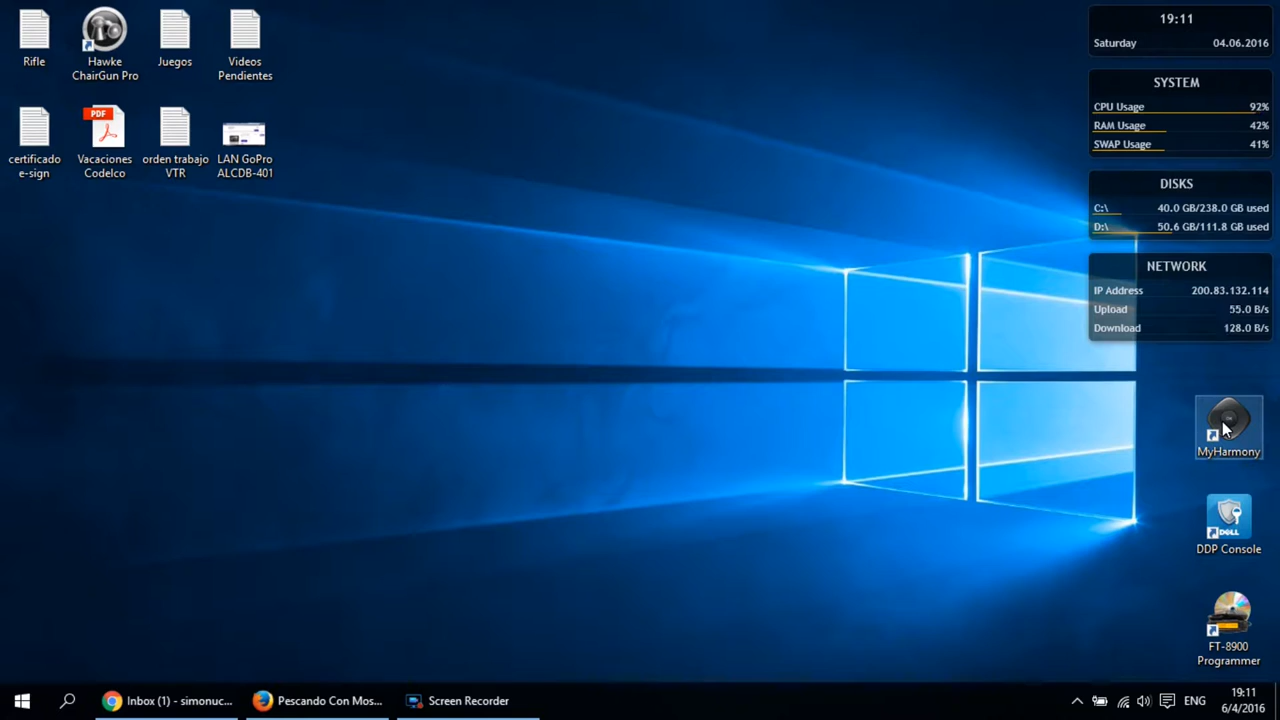 Rifle
Hawke
ChairGun Pro
Juegos
Videos
Pendientes
PDF
certificado
e-sign
Vacaciones
Codelco
orden trabajo
VTR
LAN GoPro
ALCDB-401
19:11
Saturday 04.06.2016
SYSTEM
CPU Usage 92%
RAM Usage 42%
SWAP Usage 41%
DISKS
C:\ 40.0 GB/238.0 GB used
D:\ 50.6 GB/111.8 GB used
NETWORK
IP Address 200.83.132.114
Upload 55.0 B/s
Download 128.0 B/s
MyHarmony
DELL
DDP Console
FT-8900
Programmer
Inbox (1) - simonuc...
Pescando Con Mos...
Screen Recorder
ENG
19:11
6/4/2016